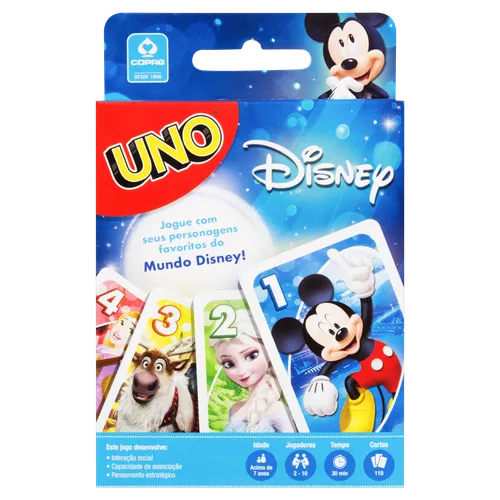 COPAG
DESDE 1908
UNO
Disney
Jogue com
seus personagens
favoritos do
Mundo Disney!
4
3
2
1
Este jogo desenvolve:
• Interação social
• Capacidade de associação
• Pensamento estratégico
Idade
Jogadores
Tempo
Cartas
Acima de
7 anos
2 - 10
30 min
110